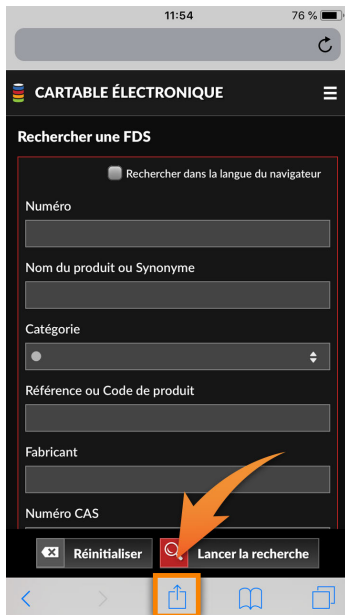 11:54
76 %
CARTABLE ÉLECTRONIQUE
Rechercher une FDS
Rechercher dans la langue du navigateur
Numéro
Nom du produit ou Synonyme
Catégorie
Référence ou Code de produit
Fabricant
Numéro CAS
Réinitialiser
Lancer la recherche